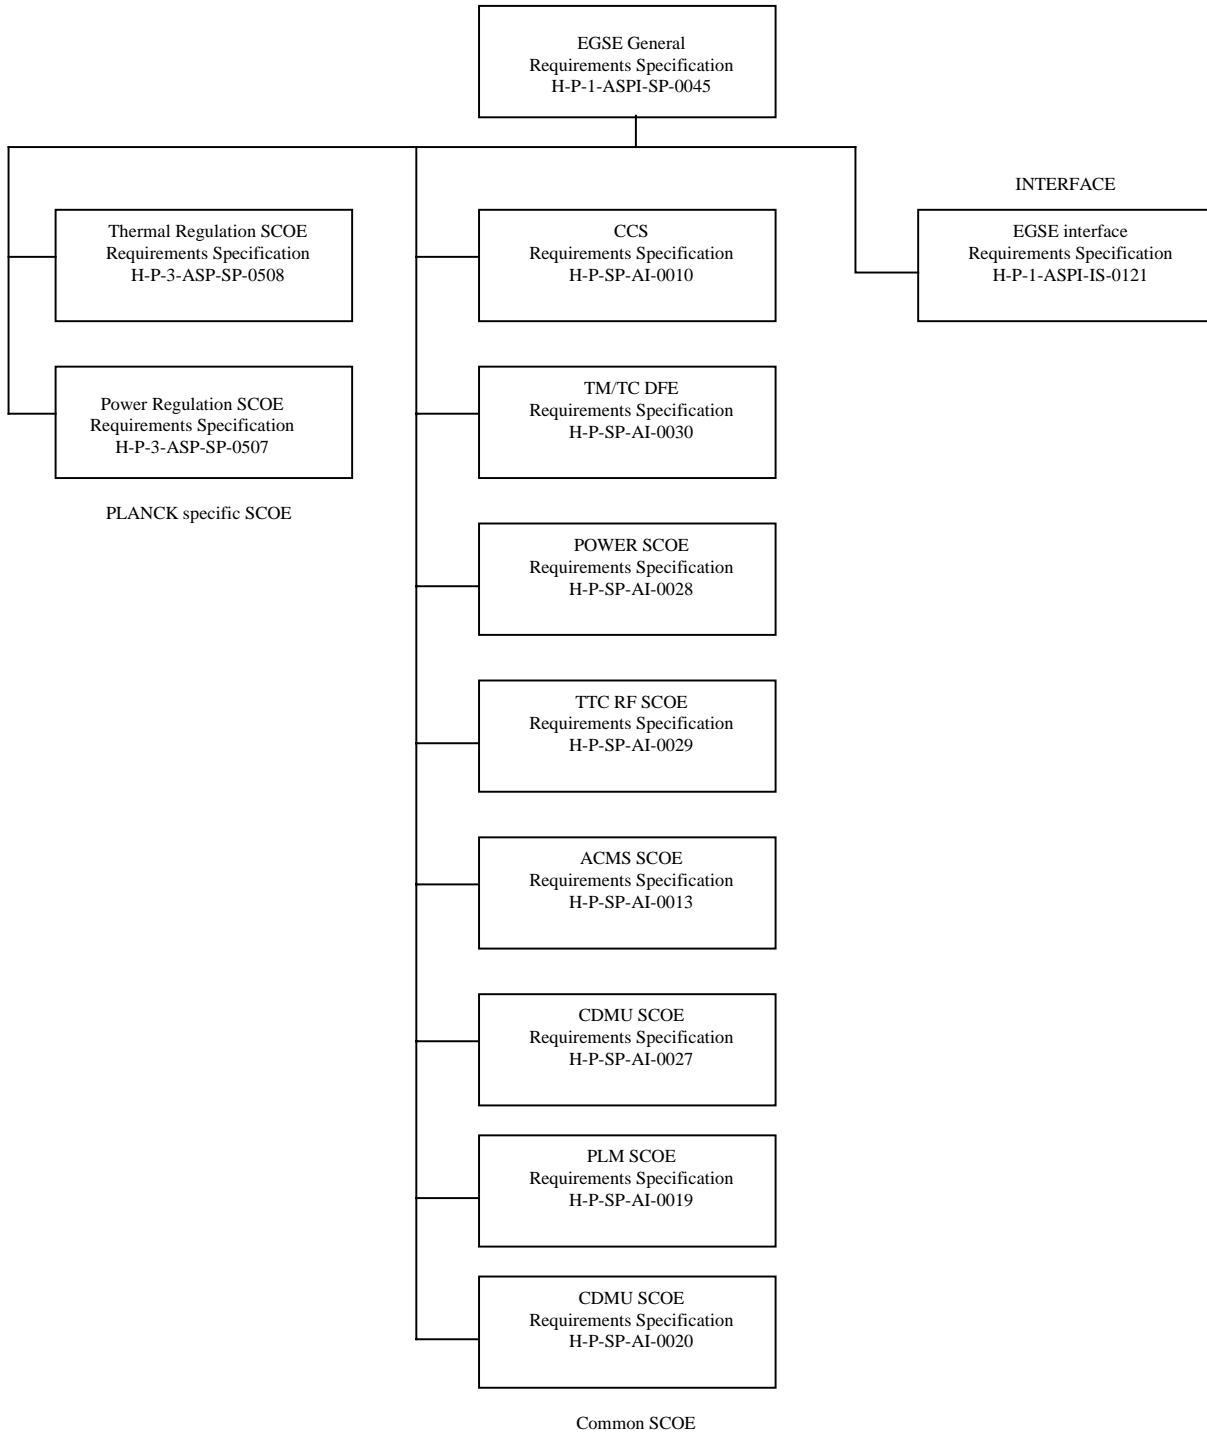 EGSE General
Requirements Specification
H-P-1-ASPI-SP-0045
Thermal Regulation SCOE
Requirements Specification
H-P-3-ASP-SP-0508
Power Regulation SCOE
Requirements Specification
H-P-3-ASP-SP-0507
PLANCK specific SCOE
CCS
Requirements Specification
H-P-SP-AI-0010
TM/TC DFE
Requirements Specification
H-P-SP-AI-0030
POWER SCOE
Requirements Specification
H-P-SP-AI-0028
TTC RF SCOE
Requirements Specification
H-P-SP-AI-0029
ACMS SCOE
Requirements Specification
H-P-SP-AI-0013
CDMU SCOE
Requirements Specification
H-P-SP-AI-0027
PLM SCOE
Requirements Specification
H-P-SP-AI-0019
CDMU SCOE
Requirements Specification
H-P-SP-AI-0020
Common SCOE
INTERFACE
EGSE interface
Requirements Specification
H-P-1-ASPI-IS-0121